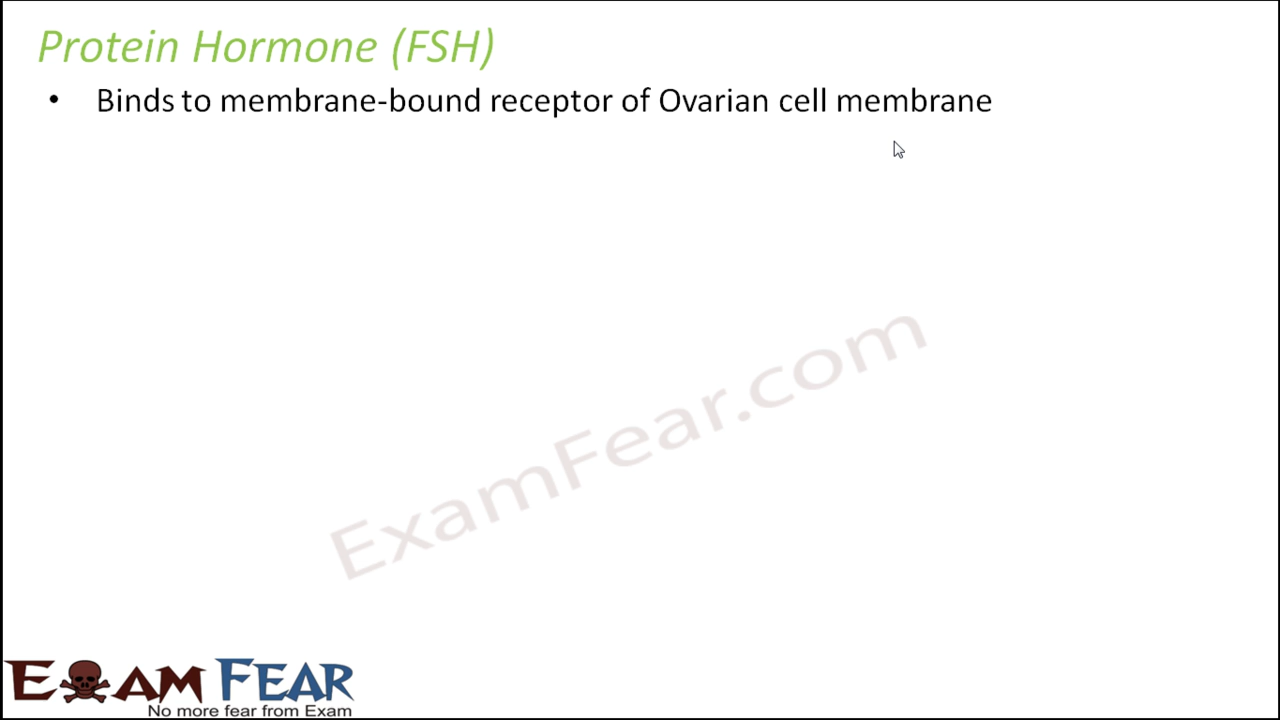 Protein Hormone (FSH)
• Binds to membrane-bound receptor of Ovarian cell membrane
ExamFear.com
EXAM FEAR
No more fear from Exam